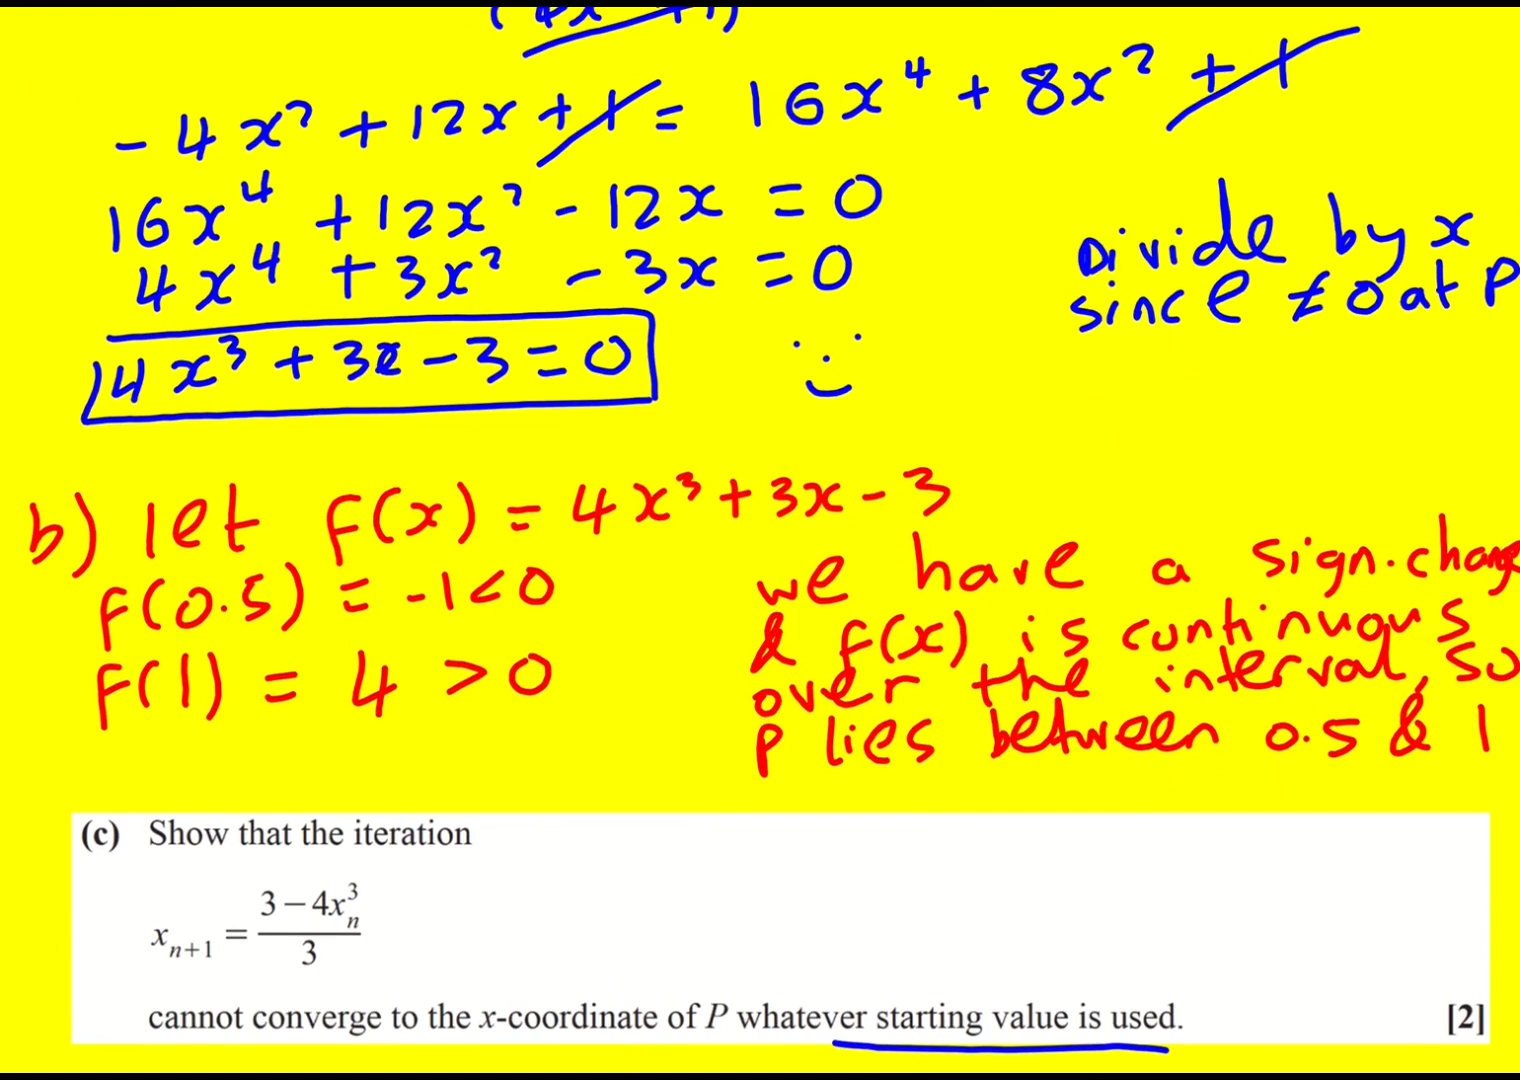 (4x² + 1)
- 4x² + 12x + 1 = 16x⁴ + 8x² + 1
16x⁴ + 12x² - 12x = 0
4x⁴ + 3x² - 3x = 0
Divide by x
since ≠ 0 at P
4x³ + 3x - 3 = 0
b) let f(x) = 4x³ + 3x - 3
f(0.5) = -1 < 0
f(1) = 4 > 0
we have a sign.change
& f(x) is continuous
over the interval, so
P lies between 0.5 & 1
(c) Show that the iteration
xₙ₊₁ = (3 - 4xₙ³)/3
cannot converge to the x-coordinate of P whatever starting value is used. [2]